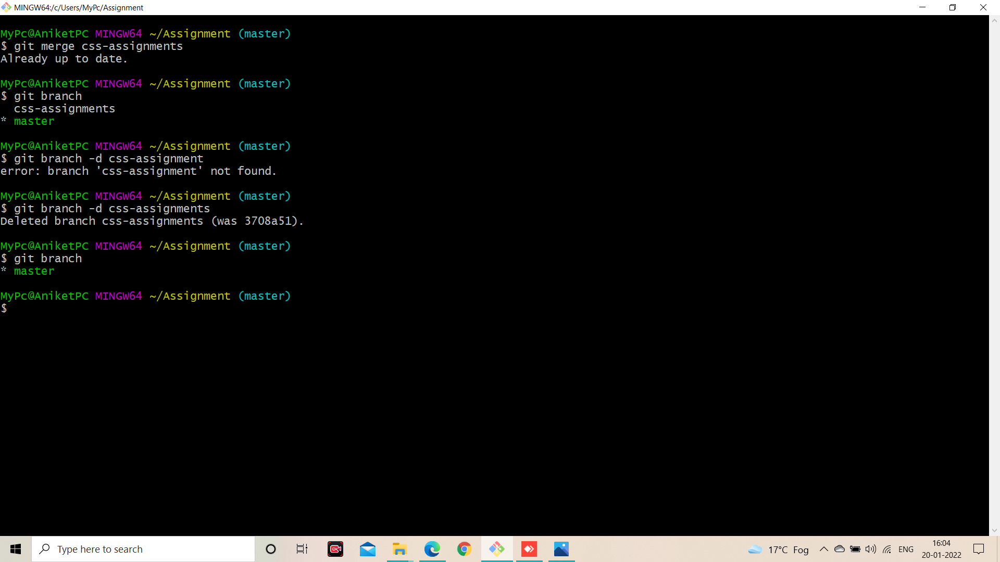 MINGW64:/c/Users/MyPc/Assignment
MyPc@AniketPC MINGW64 ~/Assignment (master)
$ git merge css-assignments
Already up to date.
MyPc@AniketPC MINGW64 ~/Assignment (master)
$ git branch
  css-assignments
* master
MyPc@AniketPC MINGW64 ~/Assignment (master)
$ git branch -d css-assignment
error: branch 'css-assignment' not found.
MyPc@AniketPC MINGW64 ~/Assignment (master)
$ git branch -d css-assignments
Deleted branch css-assignments (was 3708a51).
MyPc@AniketPC MINGW64 ~/Assignment (master)
$ git branch
* master
MyPc@AniketPC MINGW64 ~/Assignment (master)
$
Type here to search
17°C Fog
ENG
16:04
20-01-2022